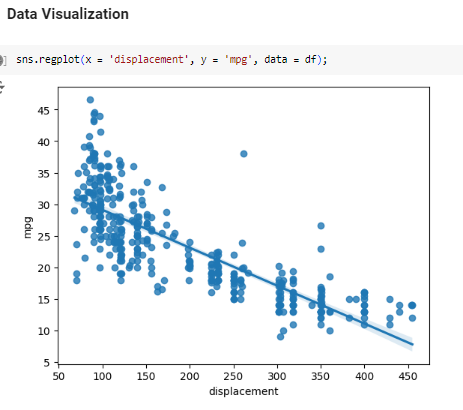 Data Visualization
sns.regplot(x = 'displacement', y = 'mpg', data = df);
45
40
35
30
25
20
15
10
5
mpg
50 100 150 200 250 300 350 400 450
displacement